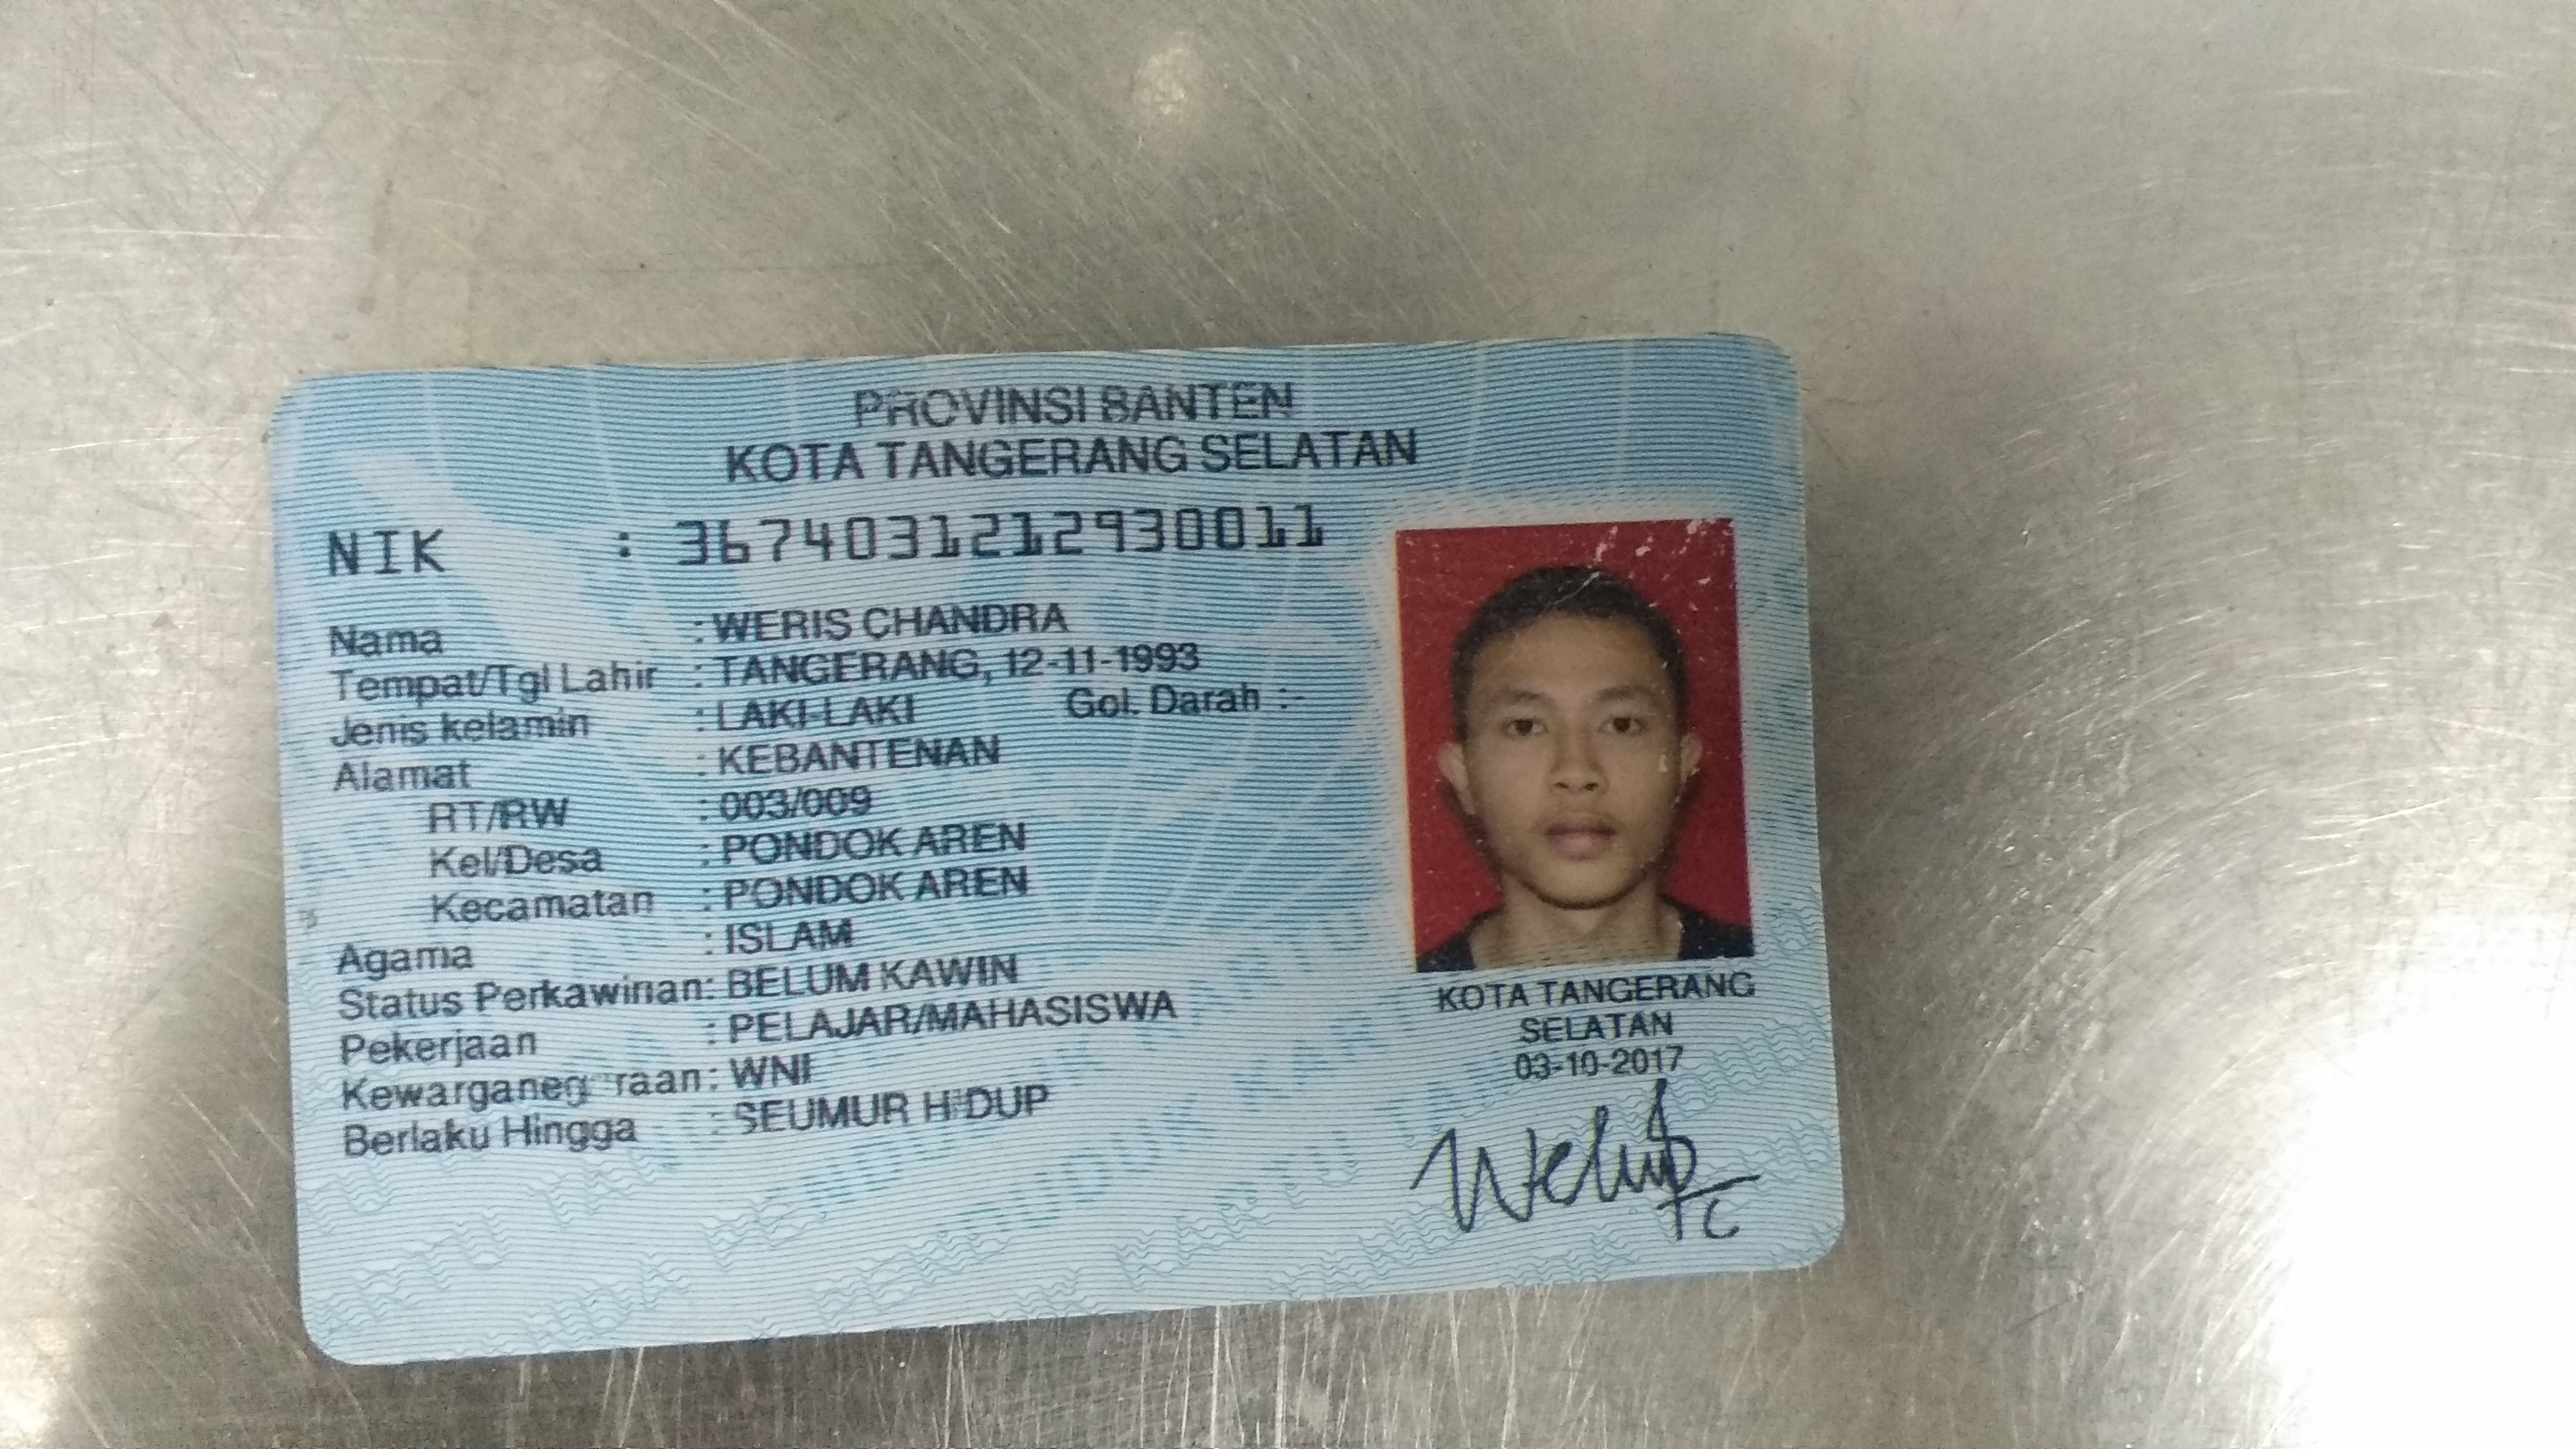 PROVINSI BANTEN
KOTA TANGERANG SELATAN
NIK : 3674031212930011
Nama : WERIS CHANDRA
Tempat/Tgl Lahir : TANGERANG, 12-11-1993
Jenis kelamin : LAKI-LAKI Gol. Darah : -
Alamat : KEBANTENAN
RT/RW : 003/009
Kel/Desa : PONDOK AREN
Kecamatan : PONDOK AREN
Agama : ISLAM
Status Perkawinan: BELUM KAWIN
Pekerjaan : PELAJAR/MAHASISWA
Kewarganegaraan: WNI
Berlaku Hingga : SEUMUR HIDUP
KOTA TANGERANG
SELATAN
03-10-2017